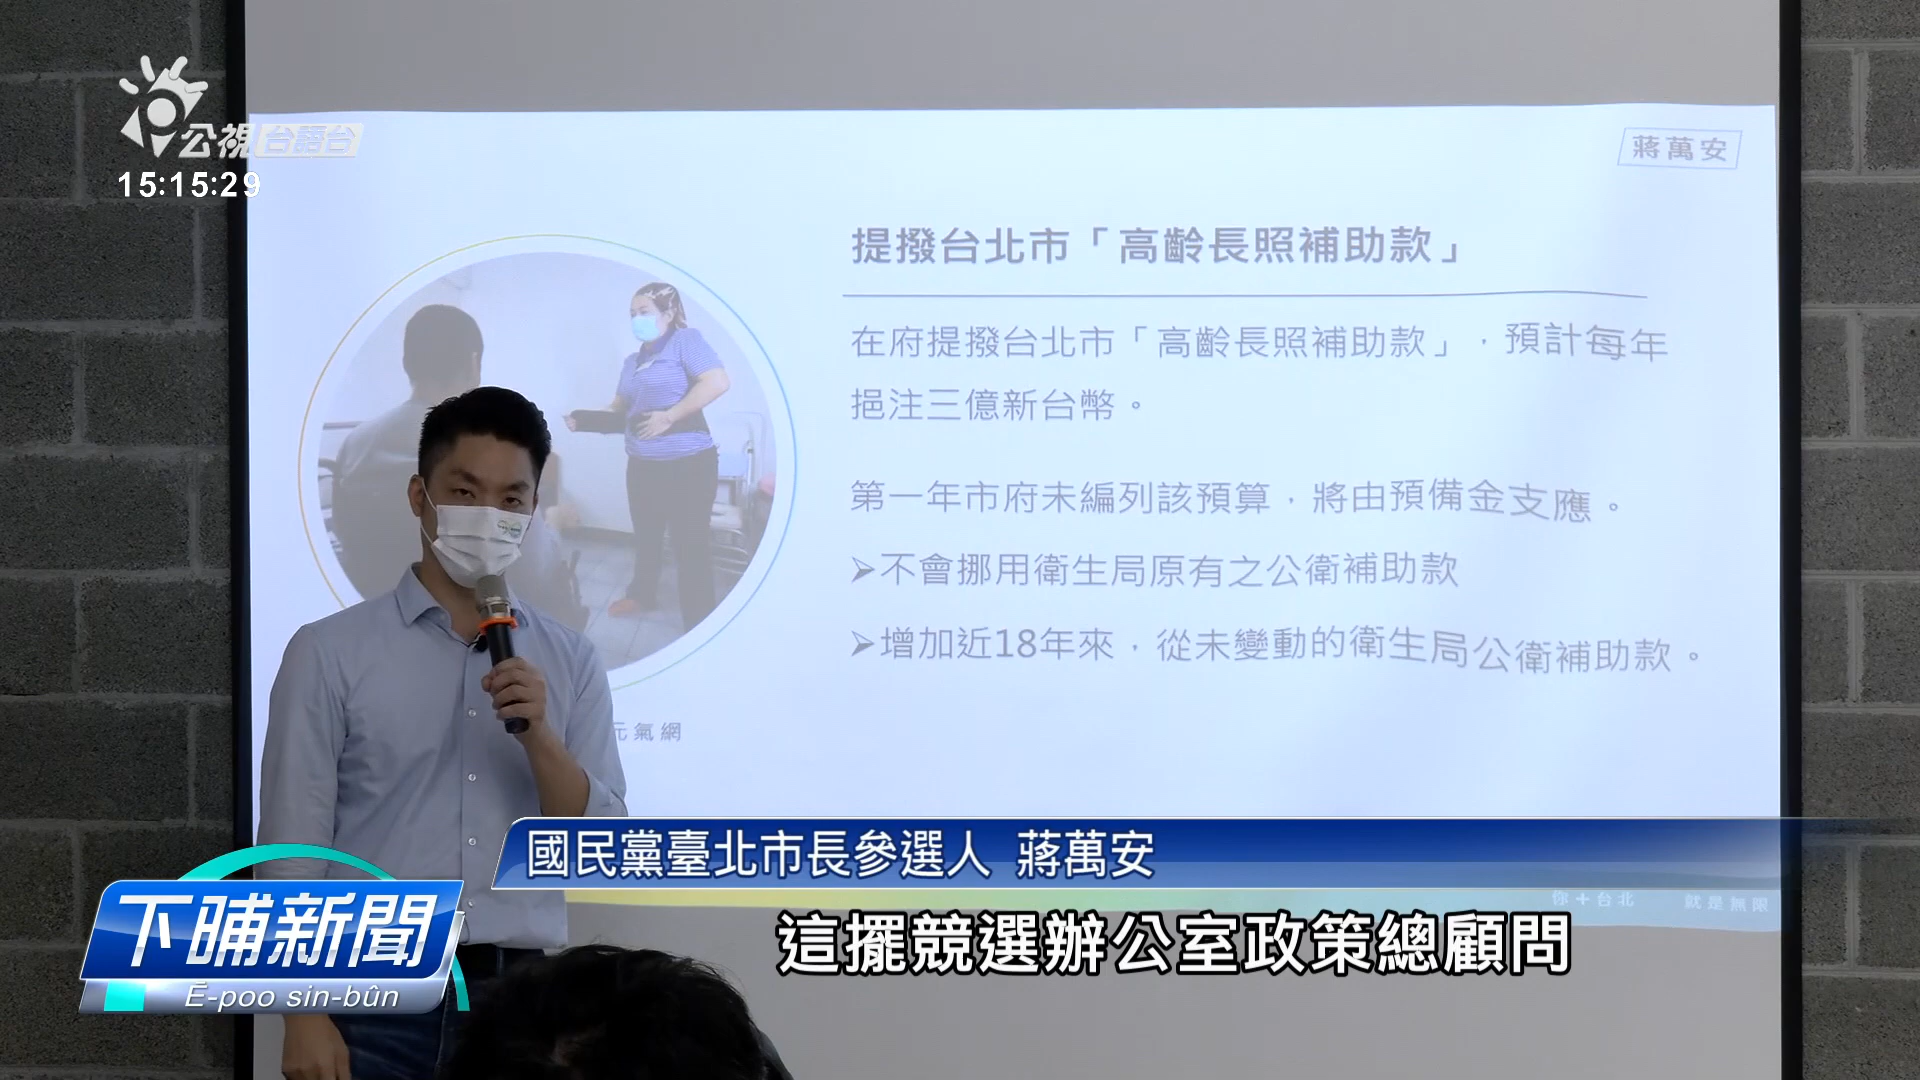 公視台語台
15:15:29
蔣萬安
提撥台北市「高齡長照補助款」
在府提撥台北市「高齡長照補助款」，預計每年
挹注三億新台幣。
第一年市府未編列該預算，將由預備金支應。
➢不會挪用衛生局原有之公衛補助款
➢增加近18年來，從未變動的衛生局公衛補助款。
元氣網
國民黨臺北市長參選人 蔣萬安
你+台北 就是無限
下晡新聞
Ē-poo sin-bûn
這擺競選辦公室政策總顧問